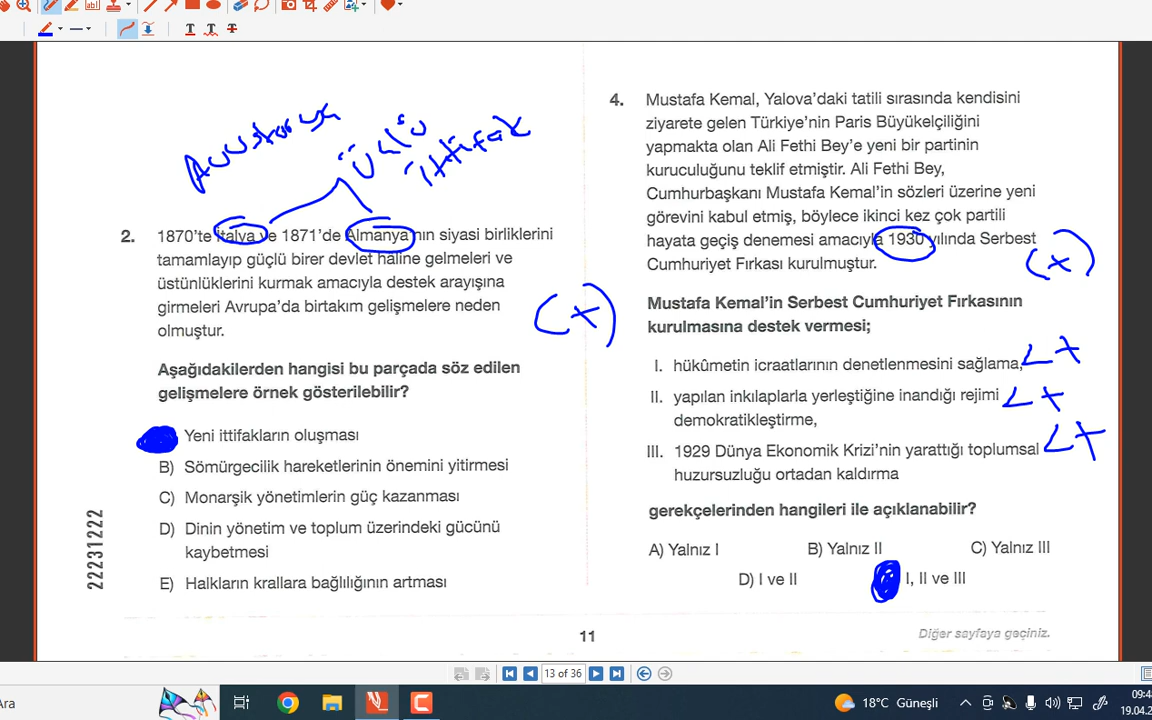 Avusturya
Üçlü
İttifak
2. 1870'te İtalya ve 1871'de Almanya'nın siyasi birliklerini
tamamlayıp güçlü birer devlet haline gelmeleri ve
üstünlüklerini kurmak amacıyla destek arayışına
girmeleri Avrupa'da birtakım gelişmelere neden
olmuştur.
(x)
Aşağıdakilerden hangisi bu parçada söz edilen
gelişmelere örnek gösterilebilir?
Yeni ittifakların oluşması
B) Sömürgecilik hareketlerinin önemini yitirmesi
C) Monarşik yönetimlerin güç kazanması
D) Dinin yönetim ve toplum üzerindeki gücünü
kaybetmesi
E) Halkların krallara bağlılığının artması
22231222
4. Mustafa Kemal, Yalova'daki tatili sırasında kendisini
ziyarete gelen Türkiye'nin Paris Büyükelçiliğini
yapmakta olan Ali Fethi Bey'e yeni bir partinin
kuruculuğunu teklif etmiştir. Ali Fethi Bey,
Cumhurbaşkanı Mustafa Kemal'in sözleri üzerine yeni
görevini kabul etmiş, böylece ikinci kez çok partili
hayata geçiş denemesi amacıyla 1930 yılında Serbest
Cumhuriyet Fırkası kurulmuştur.
(x)
Mustafa Kemal'in Serbest Cumhuriyet Fırkasının
kurulmasına destek vermesi;
I. hükûmetin icraatlarının denetlenmesini sağlama,
II. yapılan inkılaplarla yerleştiğine inandığı rejimi
demokratikleştirme,
III. 1929 Dünya Ekonomik Krizi'nin yarattığı toplumsal
huzursuzluğu ortadan kaldırma
gerekçelerinden hangileri ile açıklanabilir?
A) Yalnız I B) Yalnız II C) Yalnız III
D) I ve II I, II ve III
11
Diğer sayfaya geçiniz.
13 of 36
Ara
18°C Güneşli
09:4
19.04.2